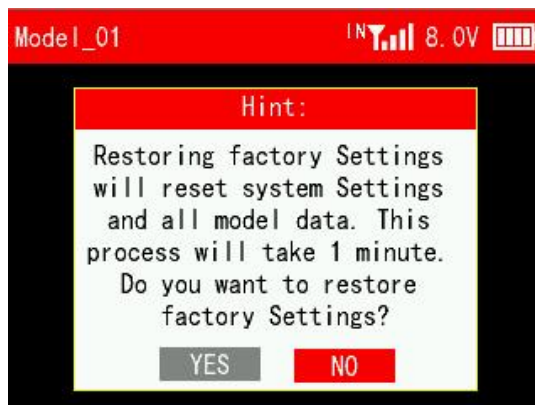 Model_01 IN 8.0V
Hint:
Restoring factory Settings
will reset system Settings
and all model data. This
process will take 1 minute.
Do you want to restore
factory Settings?
YES NO